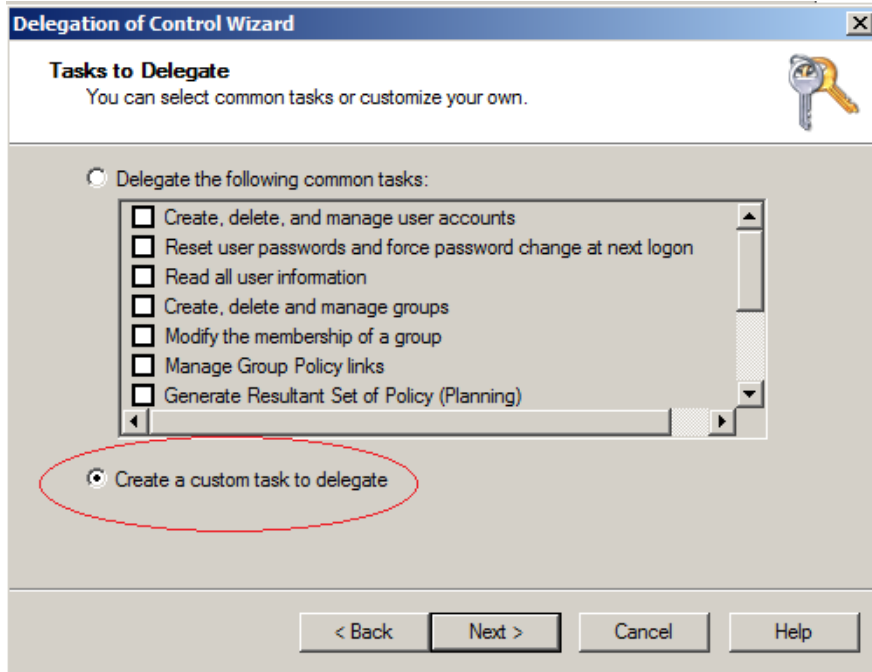 Delegation of Control Wizard
Tasks to Delegate
You can select common tasks or customize your own.
Delegate the following common tasks:
Create, delete, and manage user accounts
Reset user passwords and force password change at next logon
Read all user information
Create, delete and manage groups
Modify the membership of a group
Manage Group Policy links
Generate Resultant Set of Policy (Planning)
Create a custom task to delegate
< Back Next > Cancel Help